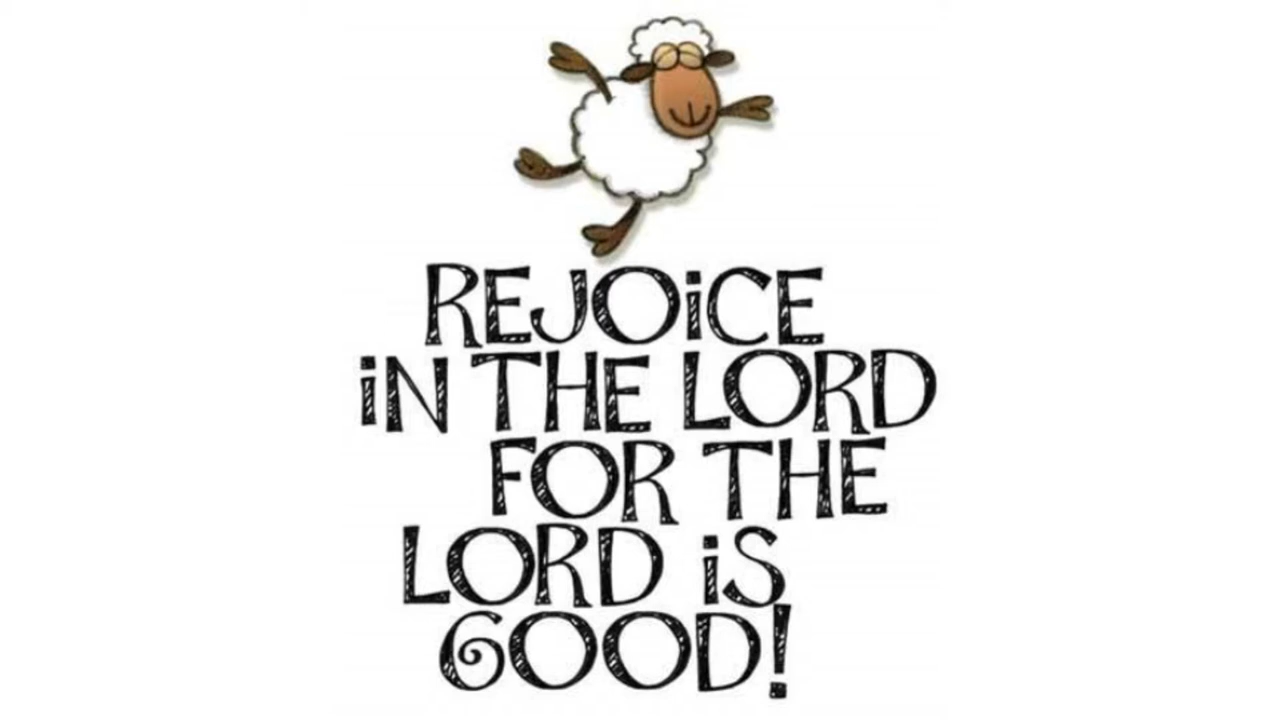 REJOiCE
iN THE LORD
FOR THE
LORD iS
GOOD!